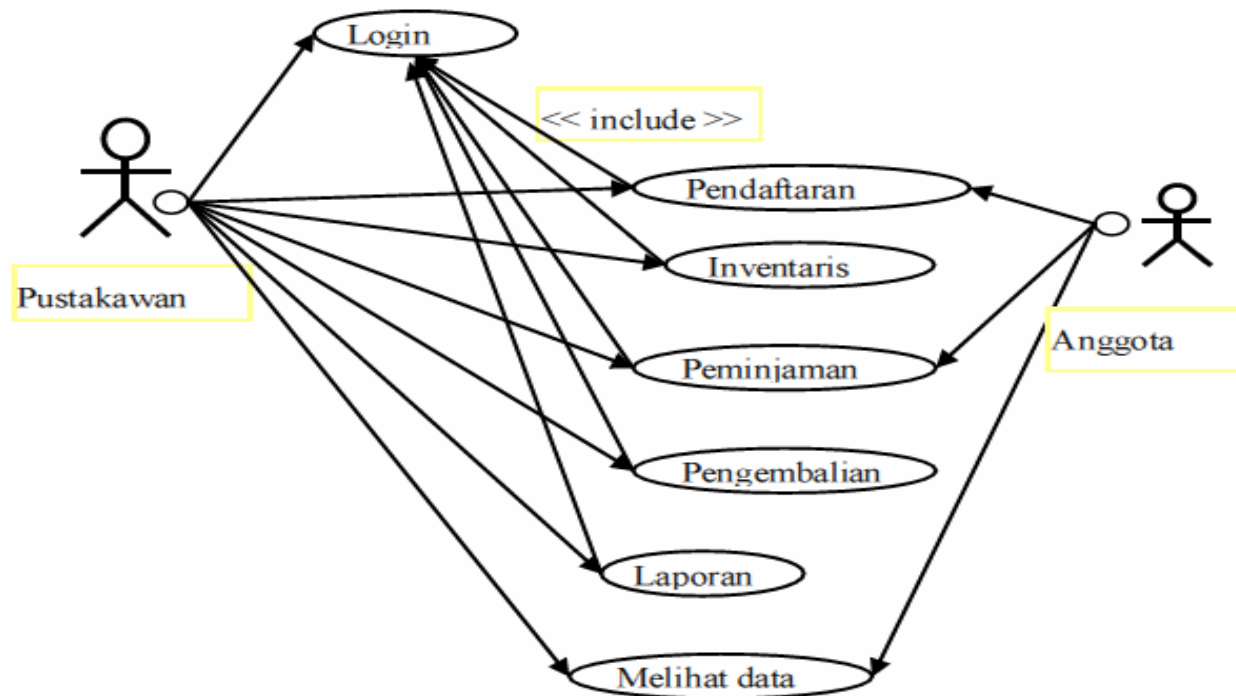 Login
<< include >>
Pendaftaran
Pustakawan
Inventaris
Anggota
Peminjaman
Pengembalian
Laporan
Melihat data